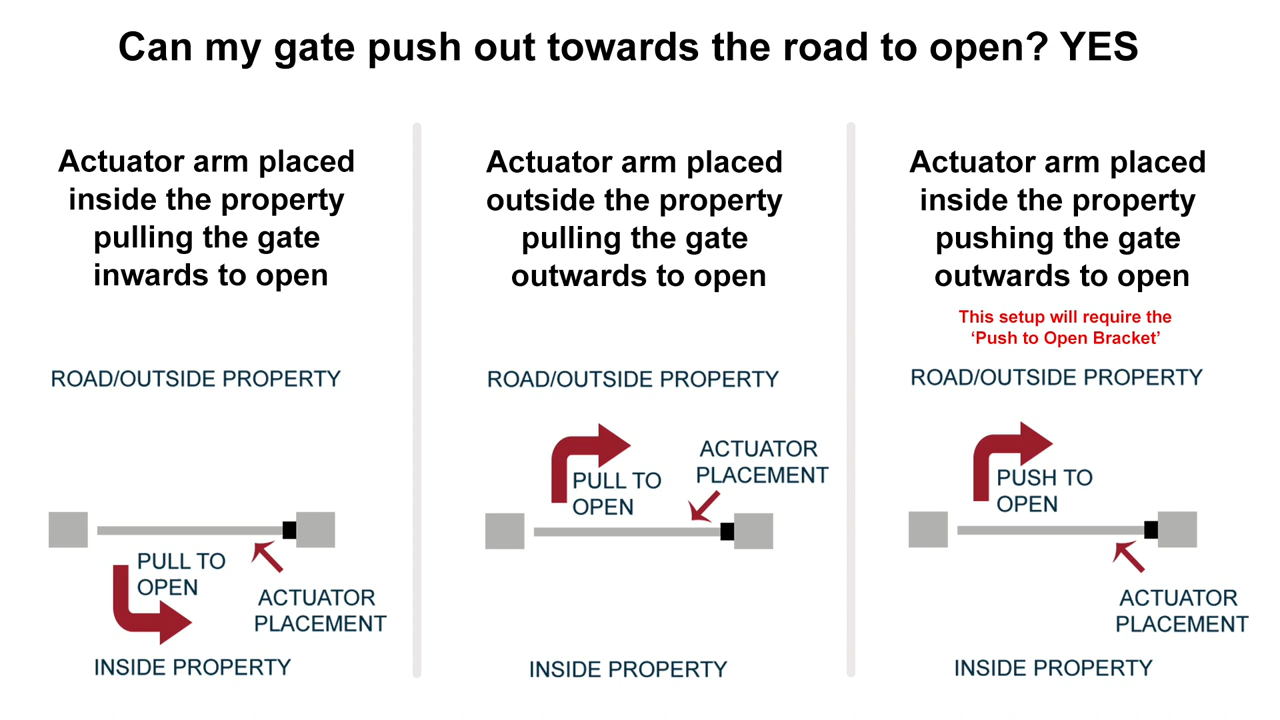 Can my gate push out towards the road to open? YES
Actuator arm placed
inside the property
pulling the gate
inwards to open
ROAD/OUTSIDE PROPERTY
PULL TO
OPEN
ACTUATOR
PLACEMENT
INSIDE PROPERTY
Actuator arm placed
outside the property
pulling the gate
outwards to open
ROAD/OUTSIDE PROPERTY
ACTUATOR
PLACEMENT
PULL TO
OPEN
INSIDE PROPERTY
Actuator arm placed
inside the property
pushing the gate
outwards to open
This setup will require the
‘Push to Open Bracket’
ROAD/OUTSIDE PROPERTY
PUSH TO
OPEN
ACTUATOR
PLACEMENT
INSIDE PROPERTY